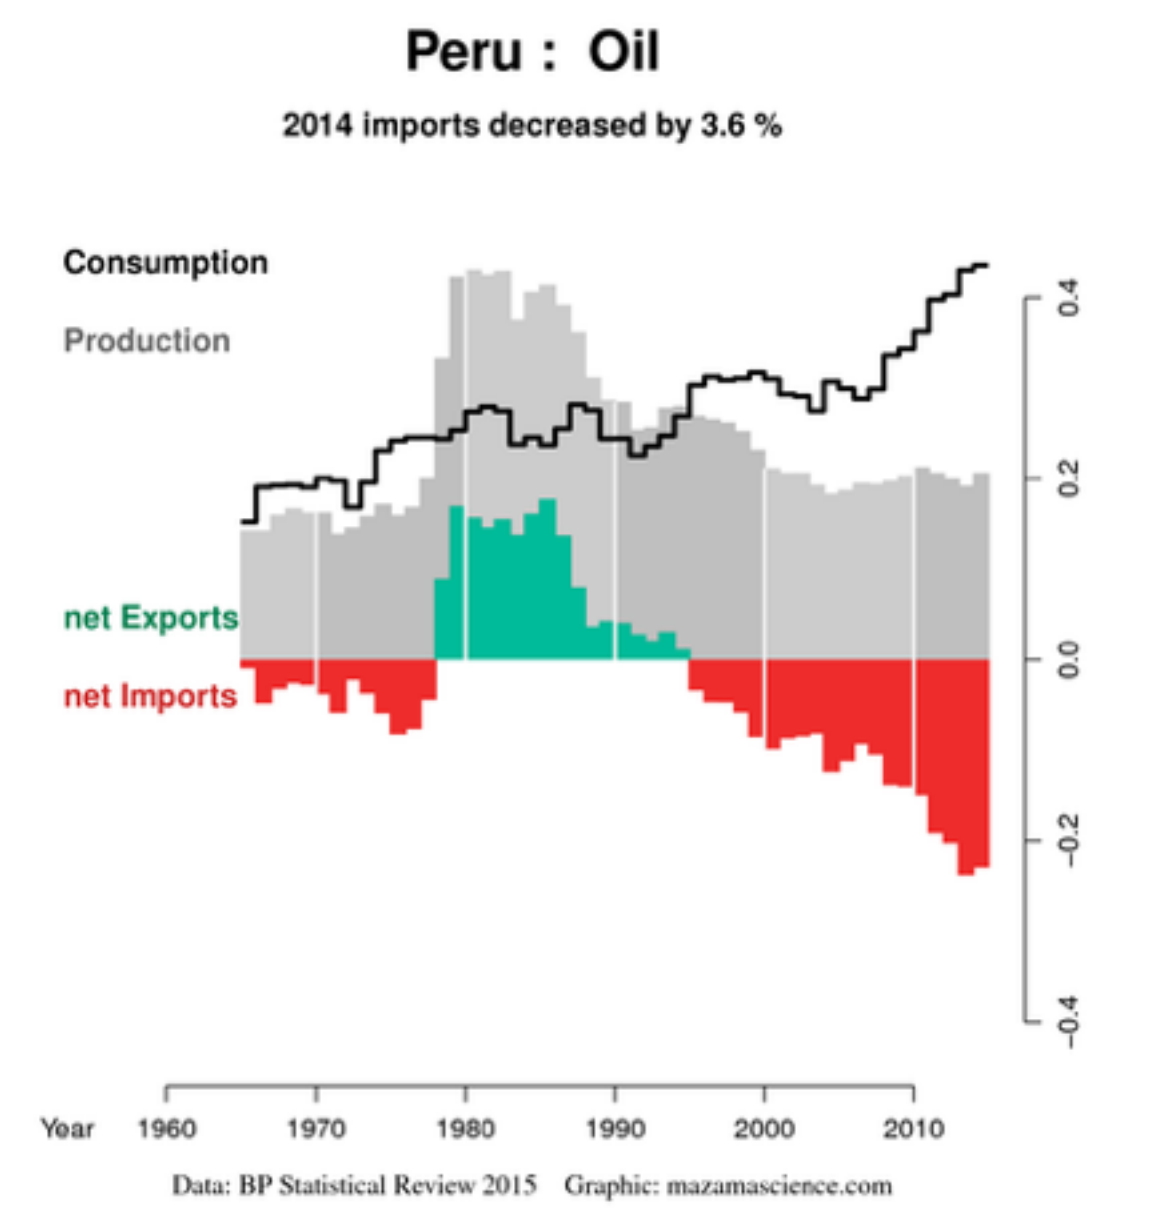 Peru : Oil
2014 imports decreased by 3.6 %
Consumption
Production
net Exports
net Imports
0.4
0.2
0.0
−0.2
−0.4
Year 1960 1970 1980 1990 2000 2010
Data: BP Statistical Review 2015 Graphic: mazamascience.com